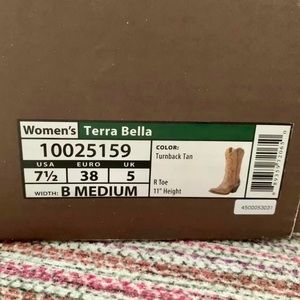 Women's Terra Bella
10025159
USA EURO UK
7½ 38 5
WIDTH: B MEDIUM
COLOR:
Turnback Tan
R Toe
11" Height
4500053031